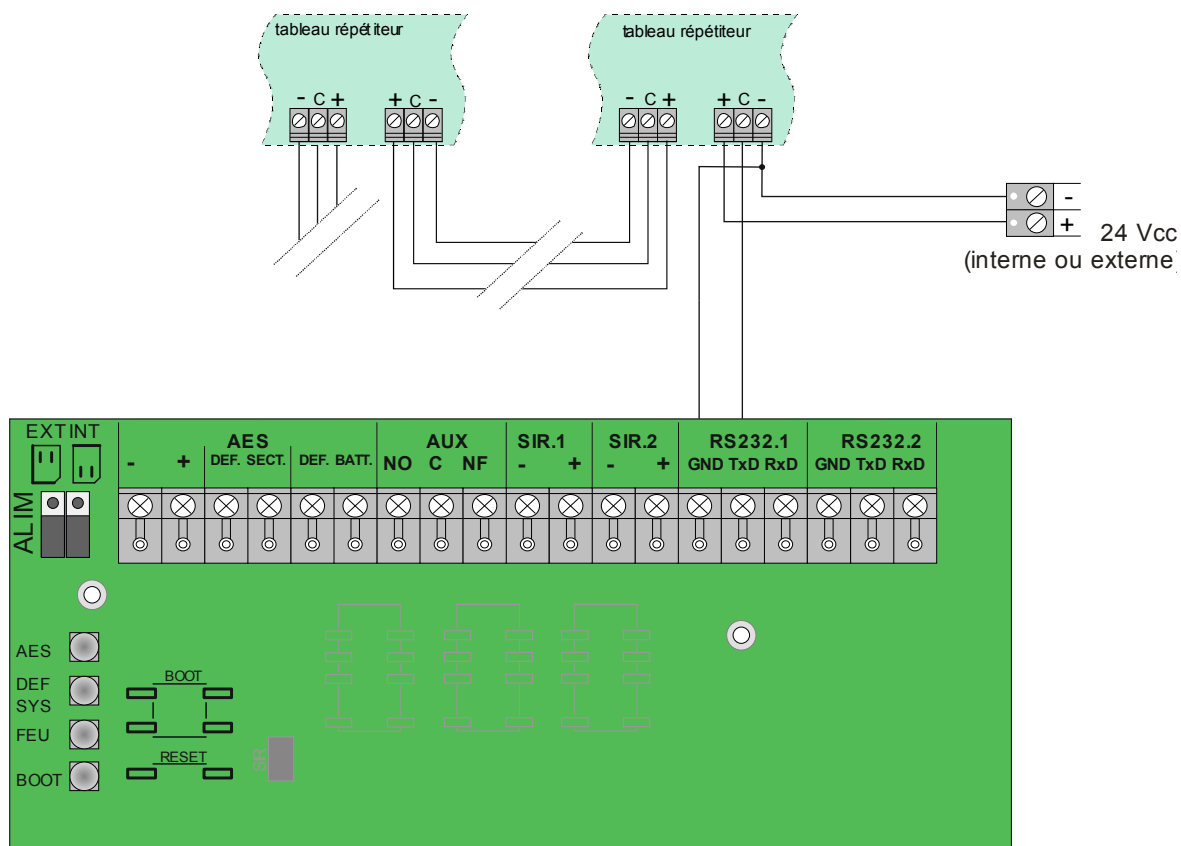 tableau répétiteur
tableau répétiteur
- C + + C - - C + + C -
-
+
24 Vcc
(interne ou externe)
EXT INT
AES AUX SIR.1 SIR.2 RS232.1 RS232.2
- + DEF. SECT. DEF. BATT. NO C NF - + - + GND TxD RxD GND TxD RxD
ALIM
AES
DEF
SYS
FEU
BOOT
BOOT
RESET
SIR